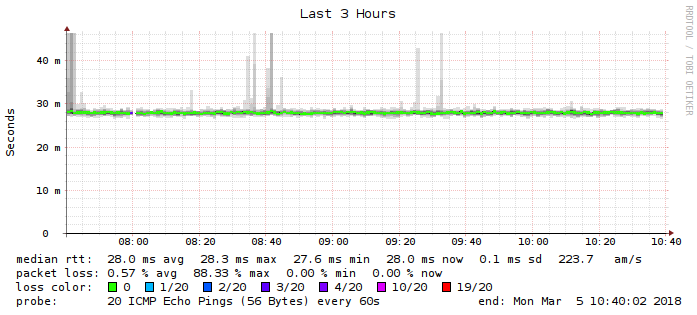 Last 3 Hours
RRDTOOL / TOBI OETIKER
Seconds
40 m
30 m
20 m
10 m
0
08:00 08:20 08:40 09:00 09:20 09:40 10:00 10:20 10:40
median rtt: 28.0 ms avg 28.3 ms max 27.6 ms min 28.0 ms now 0.1 ms sd 223.7 am/s
packet loss: 0.57 % avg 88.33 % max 0.00 % min 0.00 % now
loss color: 0 1/20 2/20 3/20 4/20 10/20 19/20
probe: 20 ICMP Echo Pings (56 Bytes) every 60s end: Mon Mar 5 10:40:02 2018